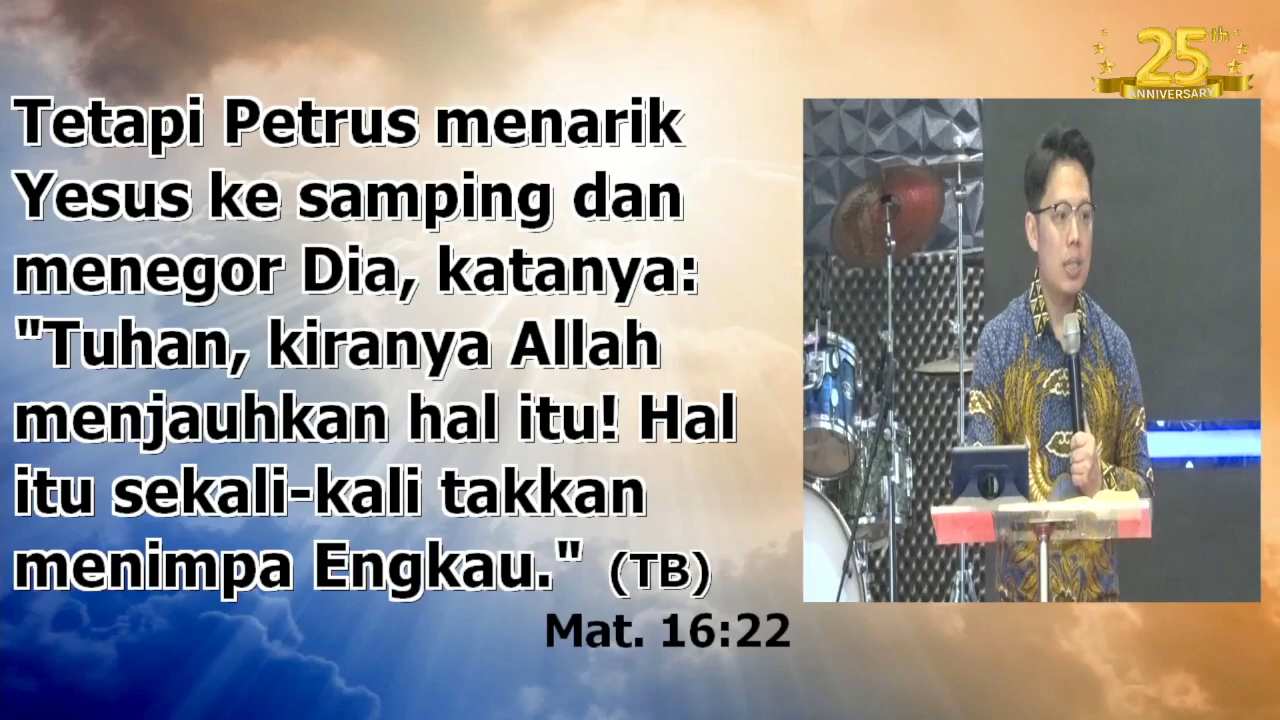 25th
ANNIVERSARY
Tetapi Petrus menarik
Yesus ke samping dan
menegor Dia, katanya:
"Tuhan, kiranya Allah
menjauhkan hal itu! Hal
itu sekali-kali takkan
menimpa Engkau." (TB)
Mat. 16:22